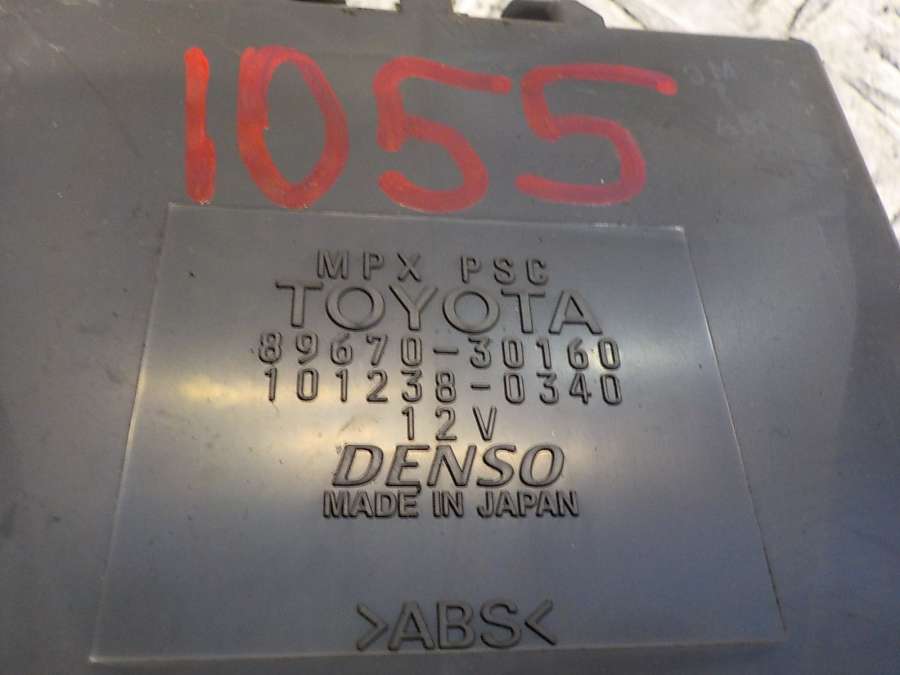 1055
MPX PSC
TOYOTA
89670-30160
101238-0340
12V
DENSO
MADE IN JAPAN
>ABS<